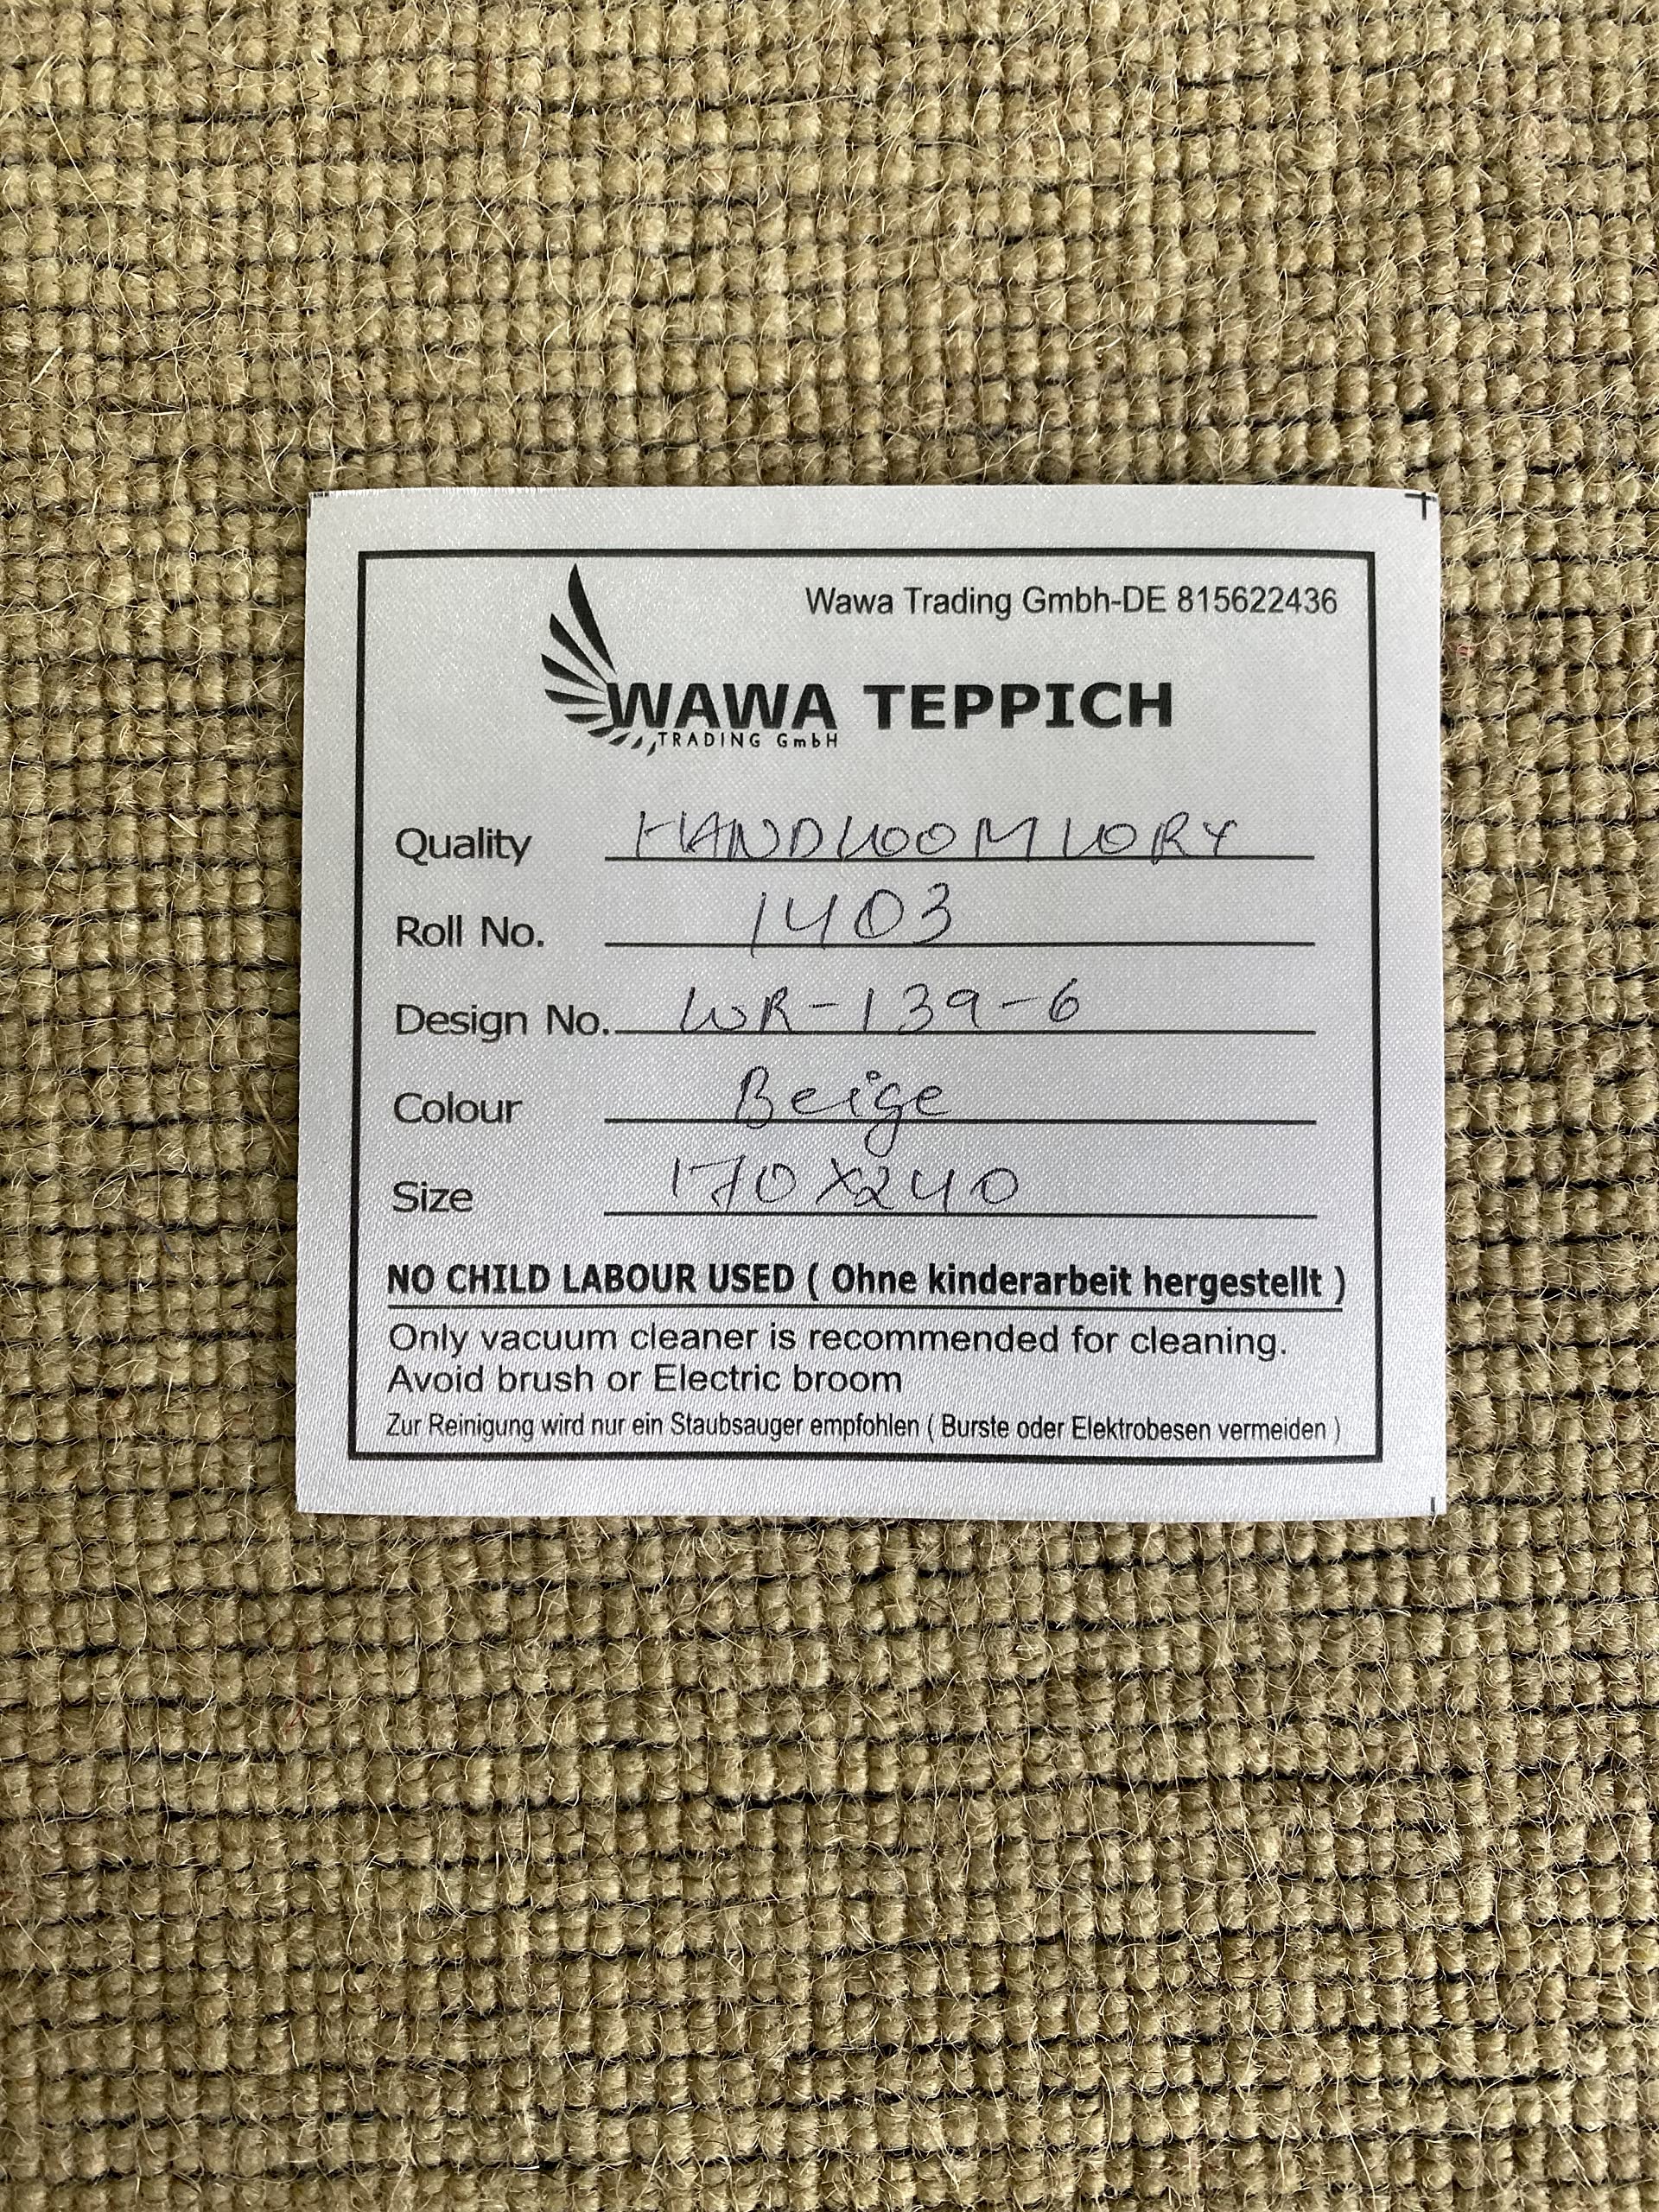 Wawa Trading Gmbh-DE 815622436
WAWA TEPPICH
TRADING GmbH
Quality HANDLOOM LORY
Roll No. 1403
Design No. WR-139-6
Colour Beige
Size 170X240
NO CHILD LABOUR USED ( Ohne kinderarbeit hergestellt )
Only vacuum cleaner is recommended for cleaning.
Avoid brush or Electric broom
Zur Reinigung wird nur ein Staubsauger empfohlen ( Burste oder Elektrobesen vermeiden )